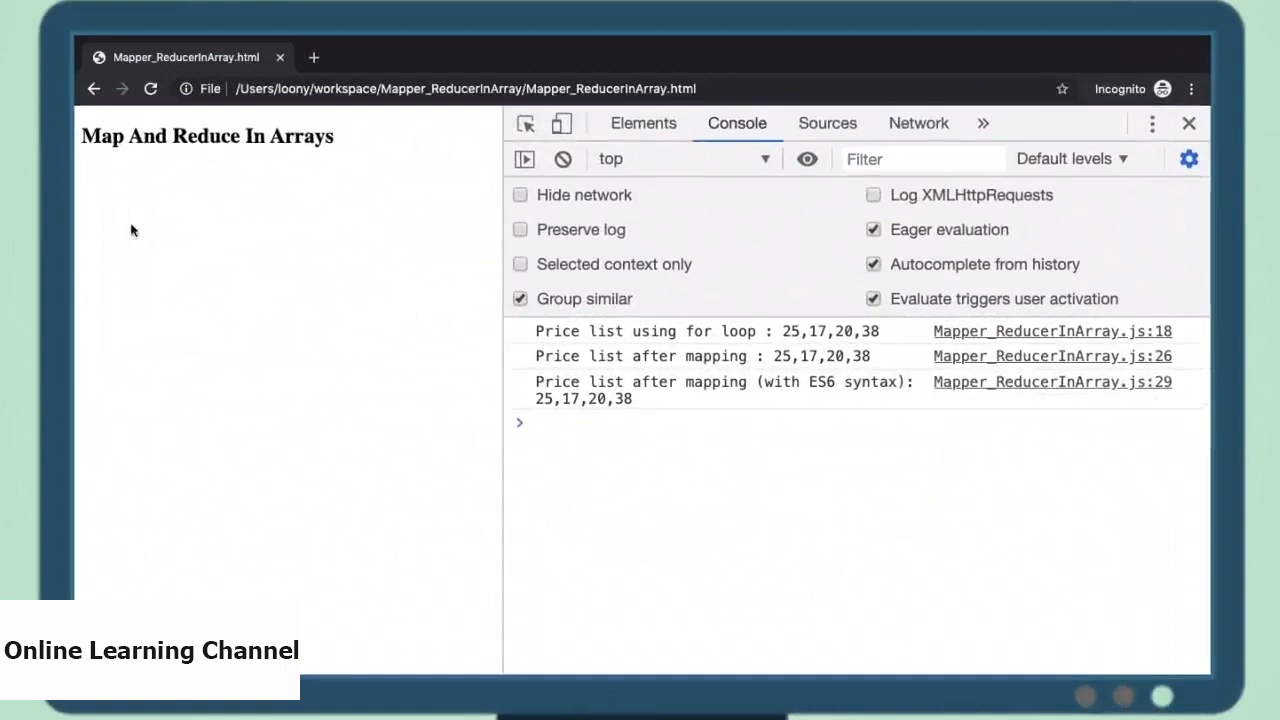 Mapper_ReducerInArray.html
File /Users/loony/workspace/Mapper_ReducerInArray/Mapper_ReducerInArray.html
Incognito
Map And Reduce In Arrays
Elements Console Sources Network »
top Filter Default levels
Hide network Log XMLHttpRequests
Preserve log Eager evaluation
Selected context only Autocomplete from history
Group similar Evaluate triggers user activation
Price list using for loop : 25,17,20,38 Mapper_ReducerInArray.js:18
Price list after mapping : 25,17,20,38 Mapper_ReducerInArray.js:26
Price list after mapping (with ES6 syntax): Mapper_ReducerInArray.js:29
25,17,20,38
>
Online Learning Channel